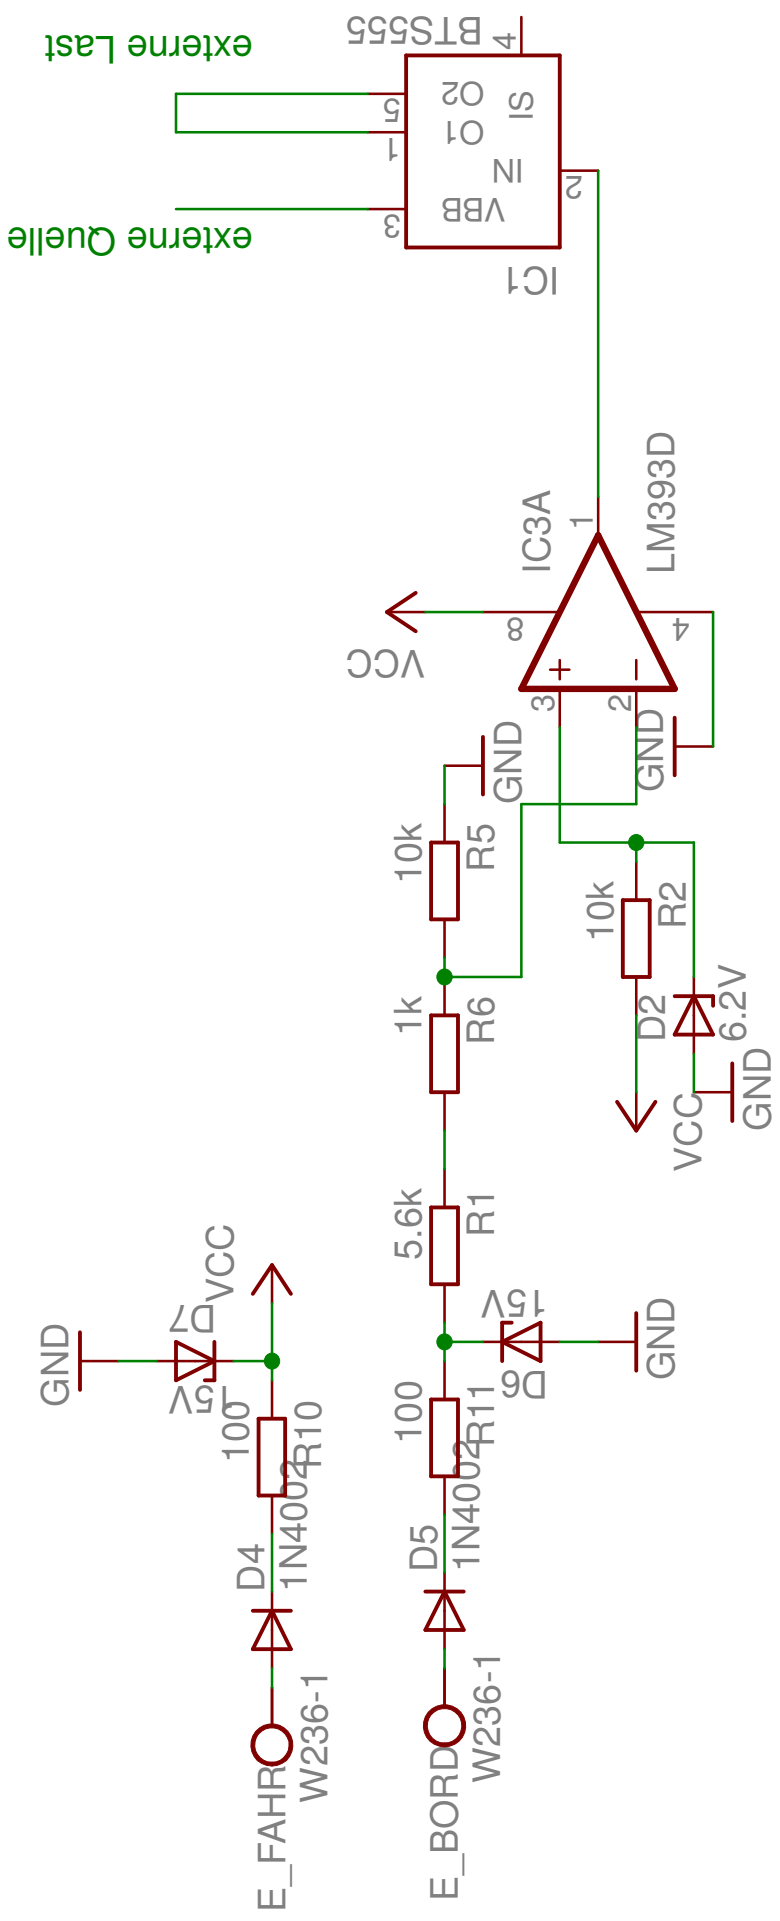 externe Last
externe Quelle
BTS555
4
5
1
3
2
O2
O1
IS
IN
VBB
IC1
IC3A
LM393D
1
8
4
3
2
VCC
GND
GND
10k
R5
10k
R2
1k
R6
D2
6.2V
GND
VCC
5.6k
R1
VCC
GND
D7
15V
15V
D6
GND
100
R10
100
R11
D4
1N4002
D5
1N4002
W236-1
E_FAHR
W236-1
E_BORD